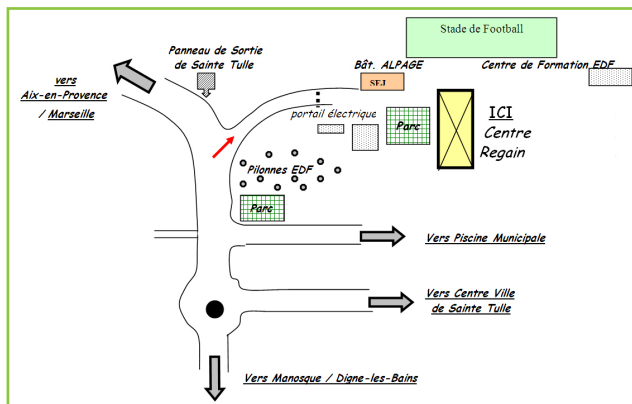 Stade de Football
Panneau de Sortie
de Sainte Tulle
Bât. ALPAGE
Centre de Formation EDF
vers
Aix-en-Provence
/ Marseille
SEJ
portail électrique
Parc
ICI
Centre
Regain
Pilonnes EDF
Parc
Vers Piscine Municipale
Vers Centre Ville
de Sainte Tulle
Vers Manosque / Digne-les-Bains